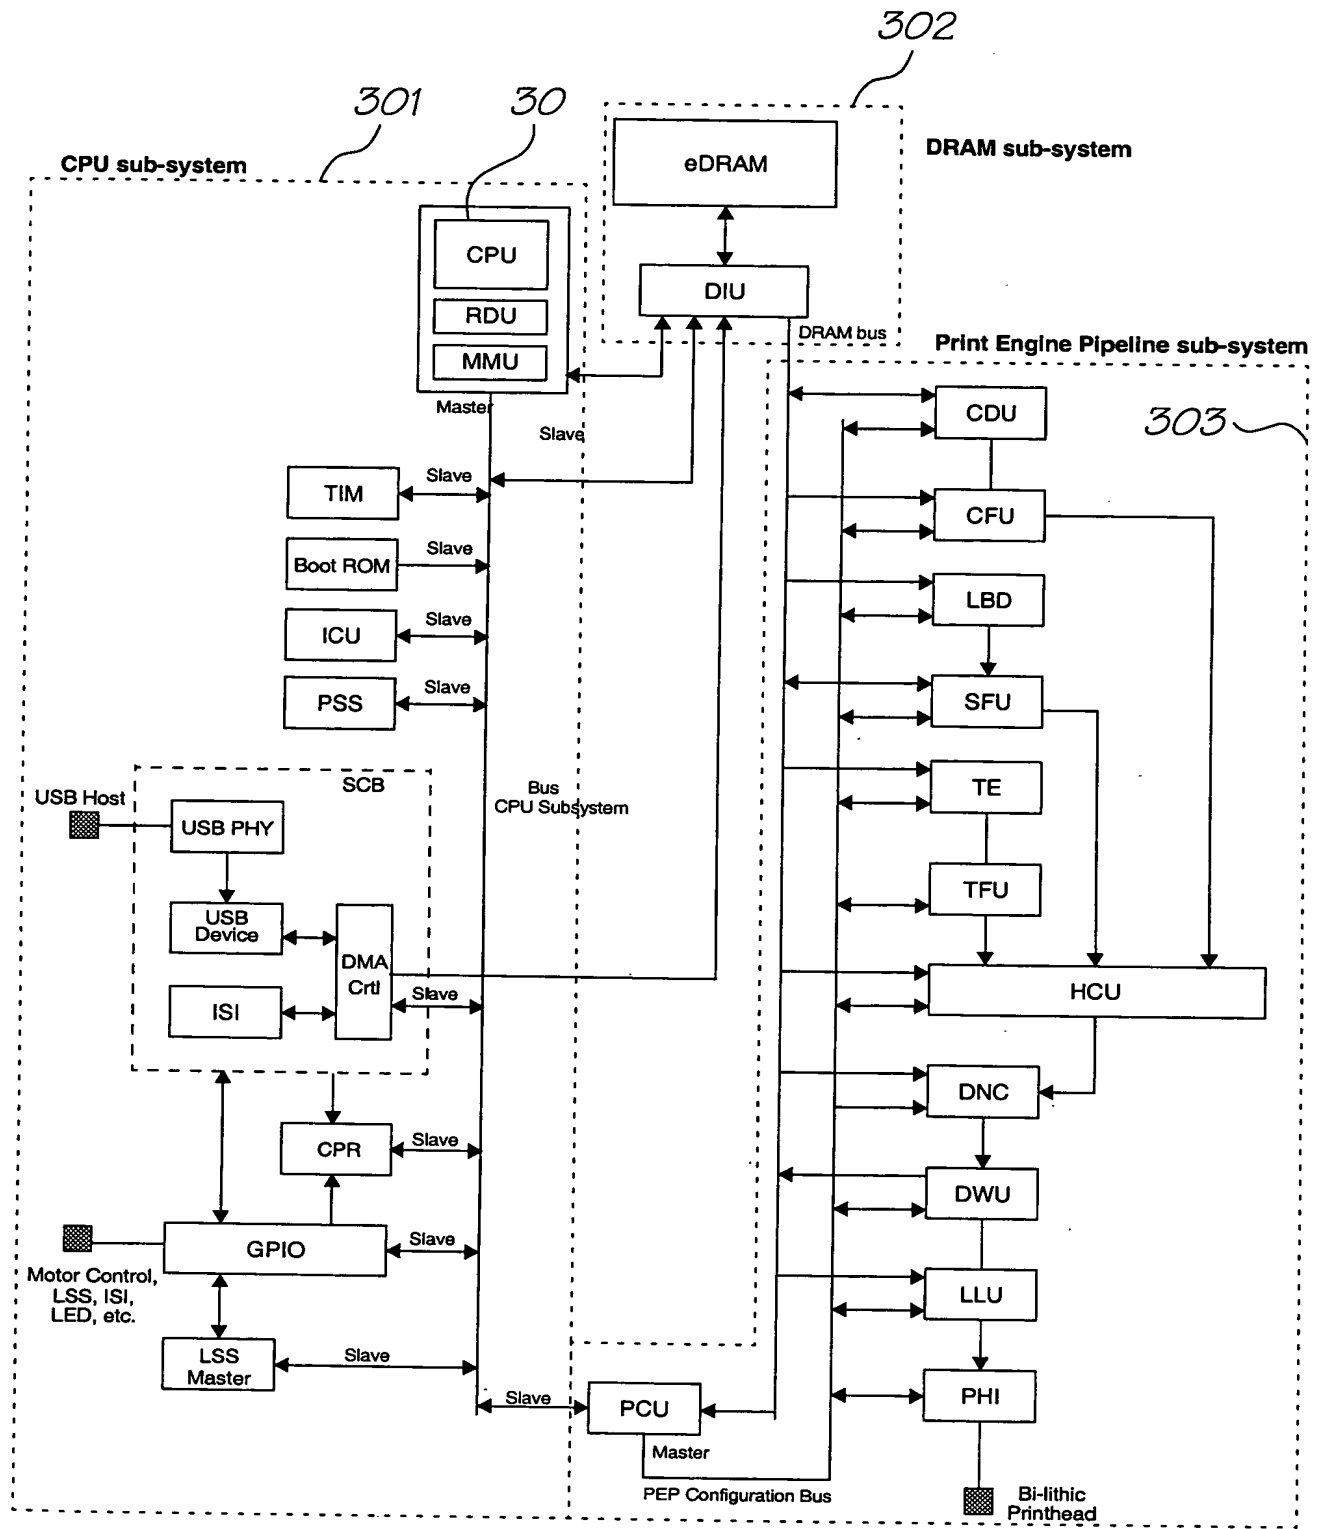 302
301
30
CPU sub-system
DRAM sub-system
eDRAM
CPU
RDU
MMU
Master
DIU
DRAM bus
Print Engine Pipeline sub-system
303
Slave
TIM
Slave
Boot ROM
Slave
ICU
Slave
PSS
Slave
SCB
USB Host
USB PHY
USB
Device
DMA
Crtl
ISI
Slave
Bus
CPU Subsystem
CPR
Slave
GPIO
Slave
Motor Control,
LSS, ISI,
LED, etc.
LSS
Master
Slave
Slave
PCU
Master
PEP Configuration Bus
CDU
CFU
LBD
SFU
TE
TFU
HCU
DNC
DWU
LLU
PHI
Bi-lithic
Printhead